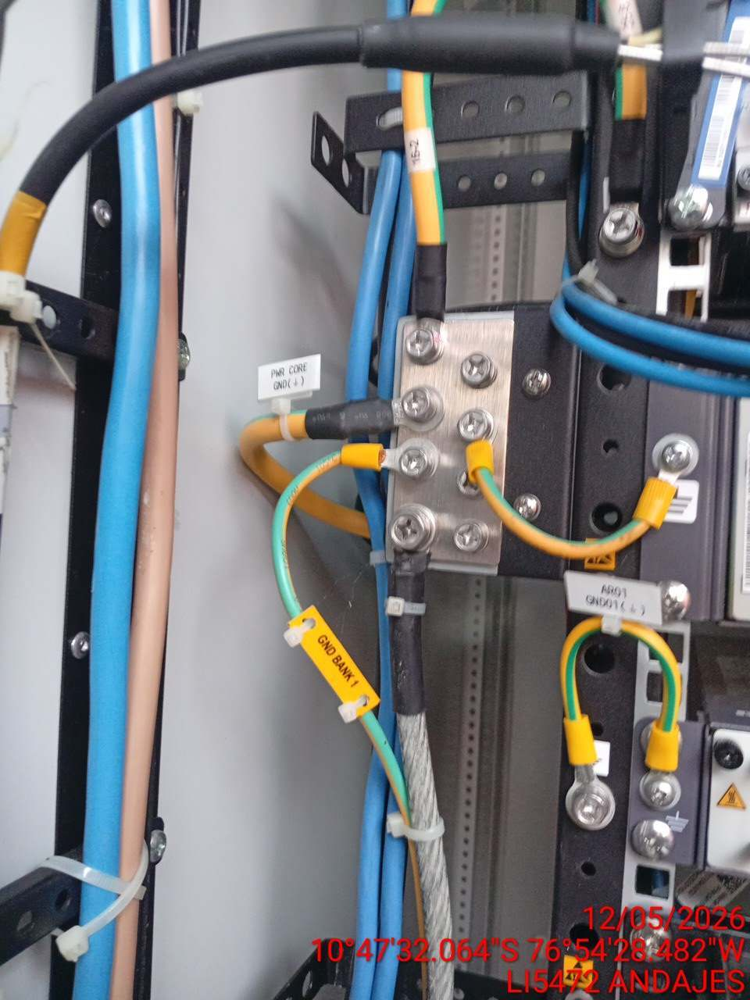 15-2
PWR CORE
GND(⏚)
GND BANK 1
AR01
GND01(⏚)
12/05/2026
10°47'32.064"S 76°54'28.482"W
LI5472 ANDAJES